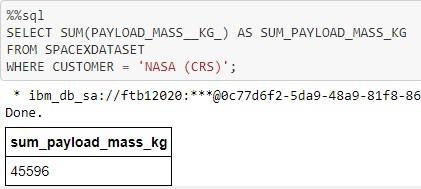 %%sql
SELECT SUM(PAYLOAD_MASS__KG_) AS SUM_PAYLOAD_MASS_KG
FROM SPACEXDATASET
WHERE CUSTOMER = 'NASA (CRS)';
* ibm_db_sa://ftb12020:***@0c77d6f2-5da9-48a9-81f8-86
Done.
sum_payload_mass_kg
45596